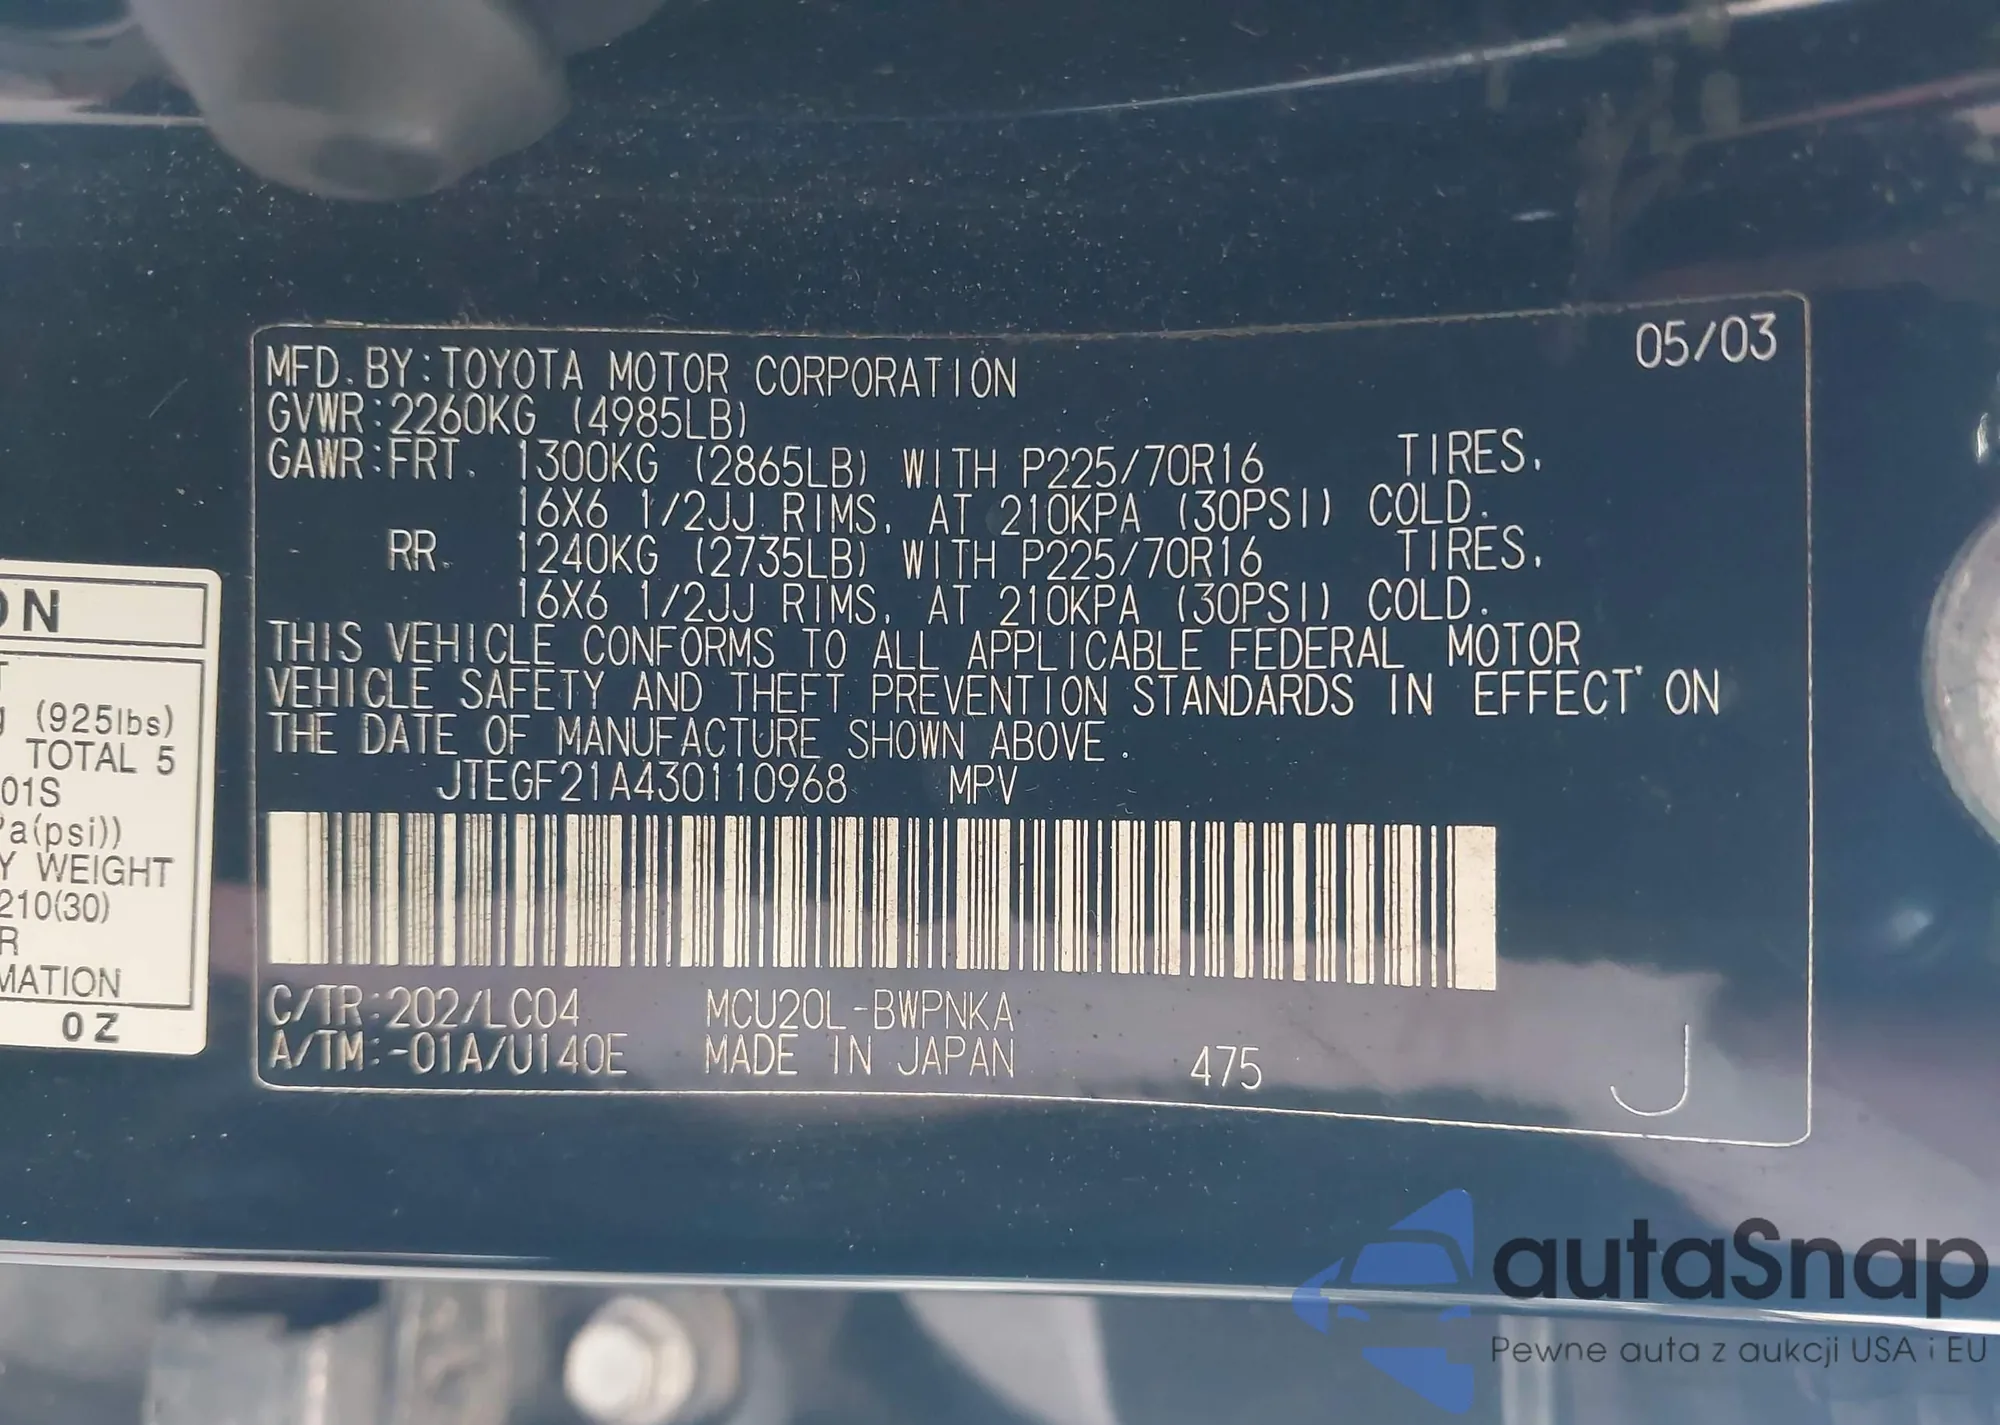 05/03
MFD. BY: TOYOTA MOTOR CORPORATION
GVWR: 2260KG (4985LB)
GAWR: FRT. 1300KG (2865LB) WITH P225/70R16 TIRES,
16X6 1/2JJ RIMS, AT 210KPA (30PSI) COLD.
RR. 1240KG (2735LB) WITH P225/70R16 TIRES,
16X6 1/2JJ RIMS, AT 210KPA (30PSI) COLD.
THIS VEHICLE CONFORMS TO ALL APPLICABLE FEDERAL MOTOR
VEHICLE SAFETY AND THEFT PREVENTION STANDARDS IN EFFECT ON
THE DATE OF MANUFACTURE SHOWN ABOVE.
JTEGF21A430110968 MPV
C/TR: 202/LC04 MCU20L-BWPNKA
A/TM: -01A/U140E MADE IN JAPAN 475 J
ON
T
g (925lbs)
TOTAL 5
01S
Pa(psi))
Y WEIGHT
210(30)
R
MATION
OZ
autaSnap
Pewne auta z aukcji USA i EU